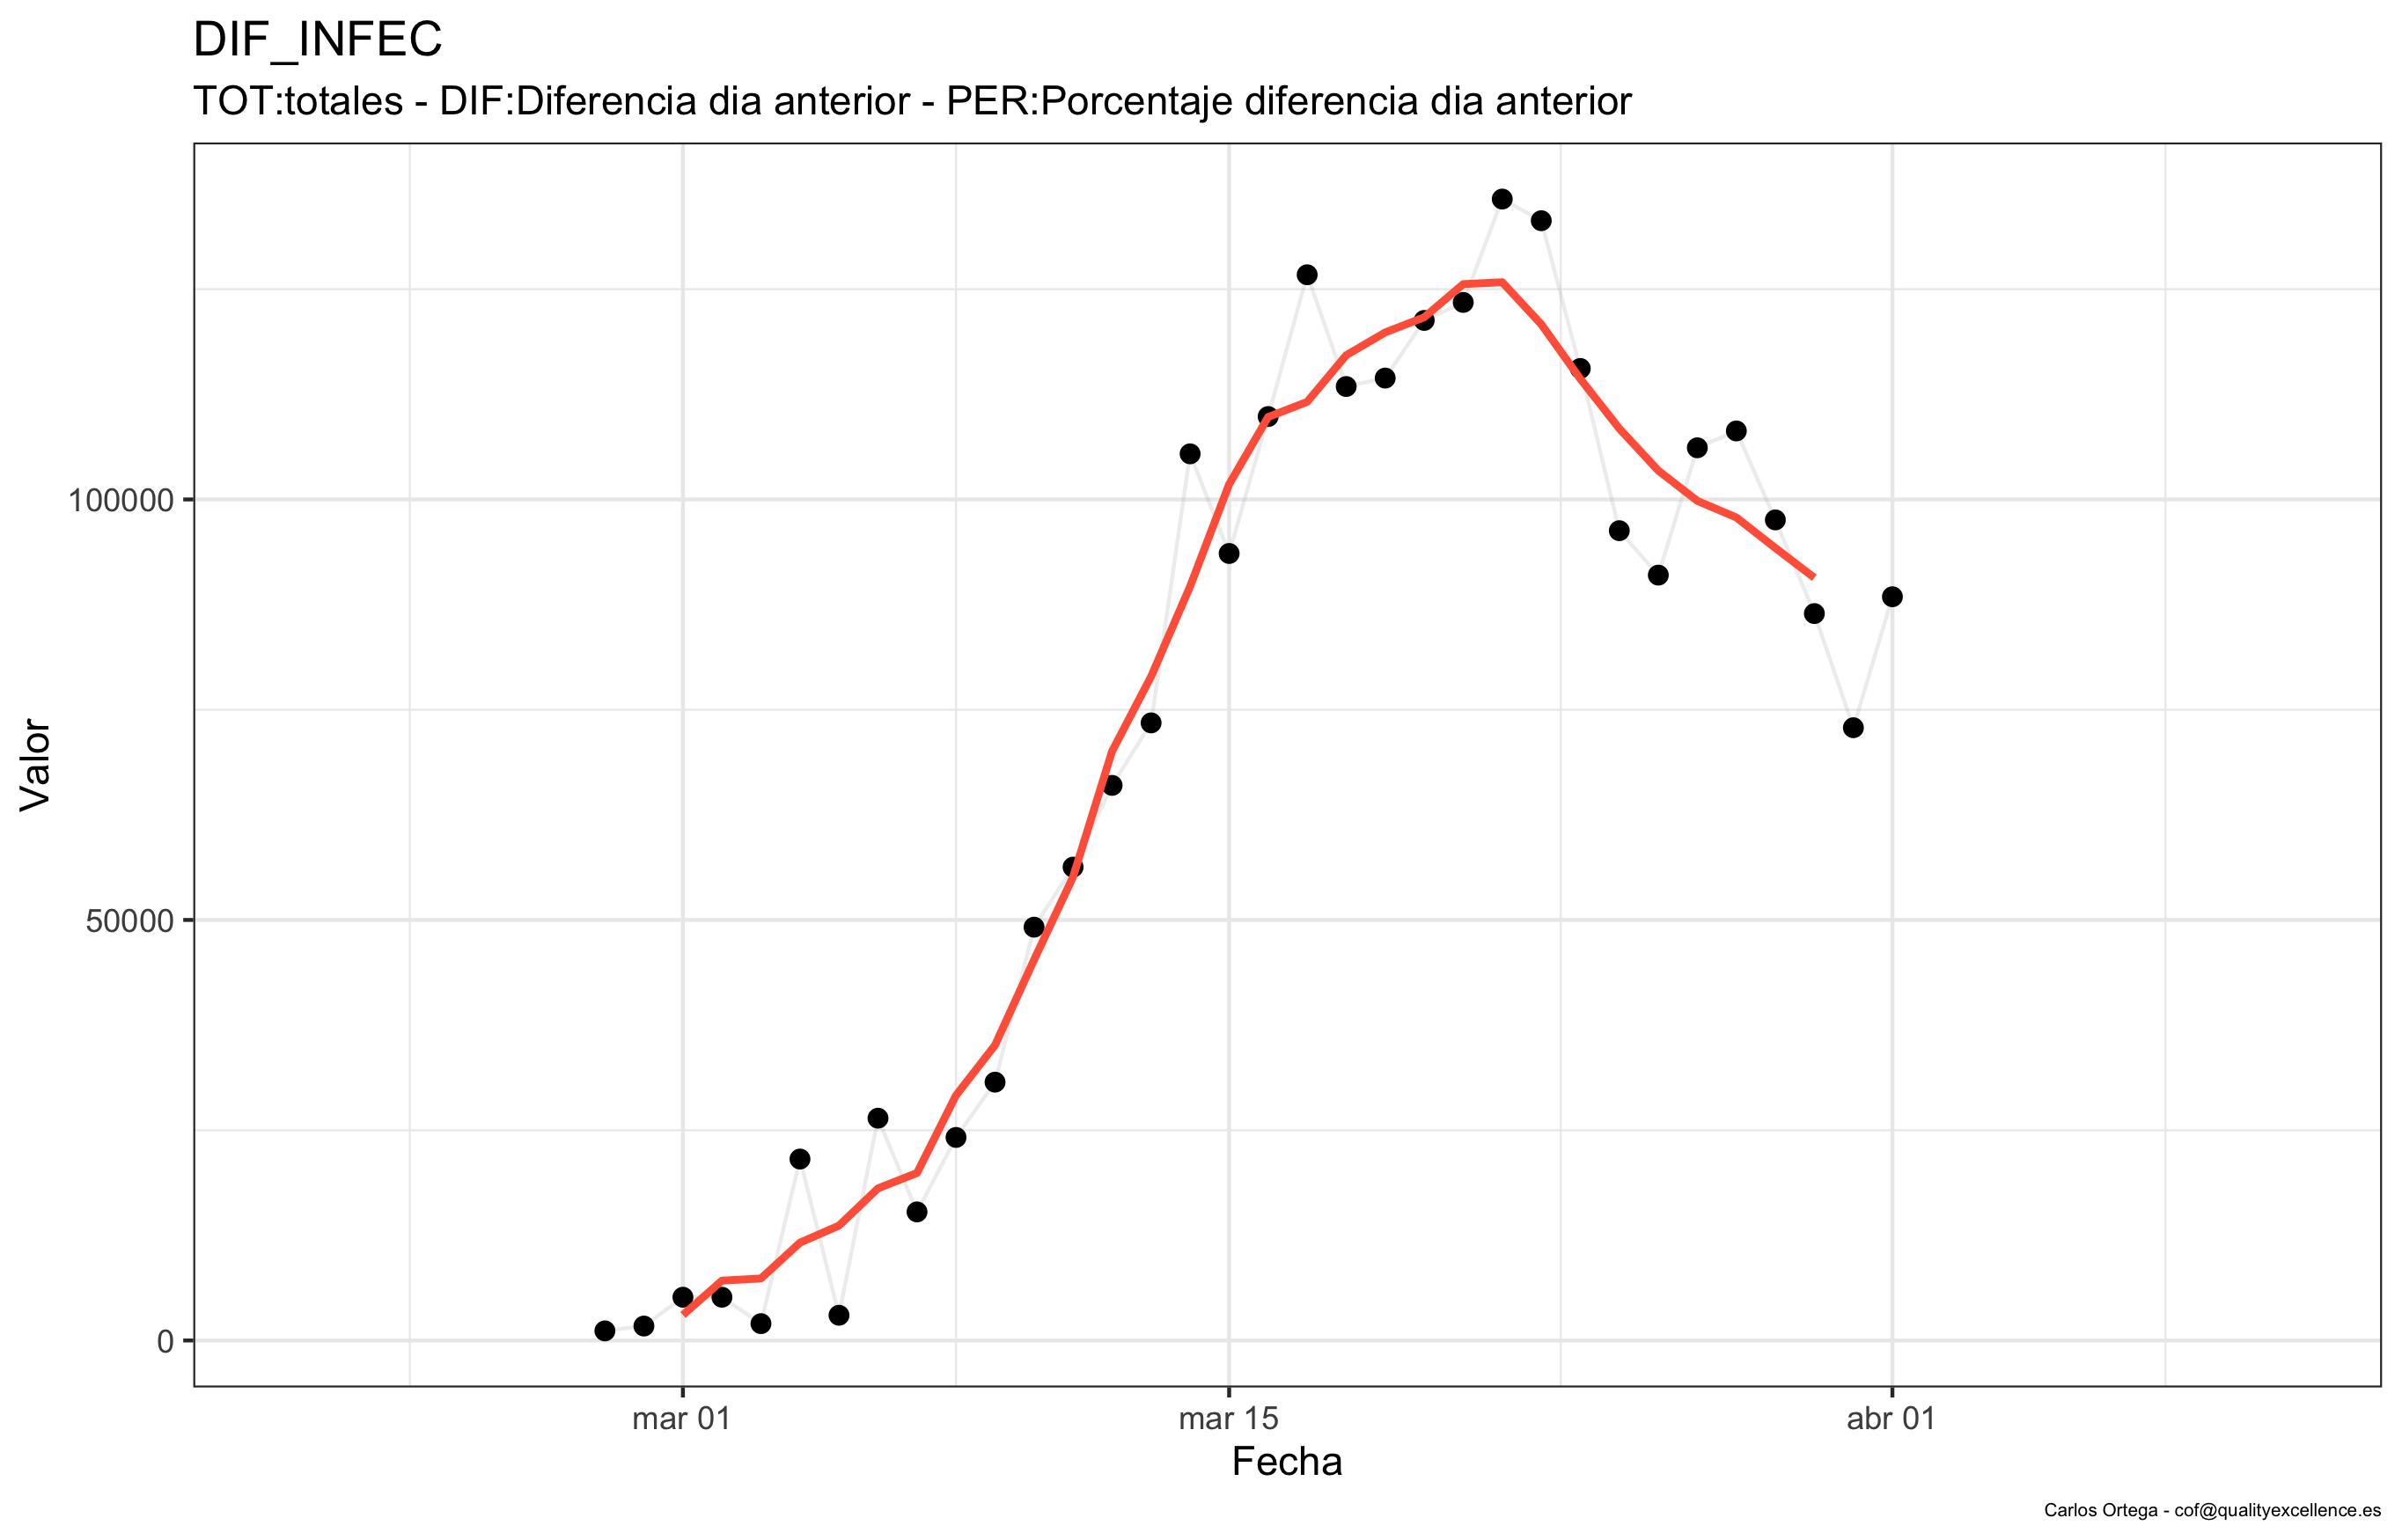 DIF_INFEC
TOT:totales - DIF:Diferencia dia anterior - PER:Porcentaje diferencia dia anterior
Valor
100000
50000
0
mar 01
mar 15
abr 01
Fecha
Carlos Ortega - cof@qualityexcellence.es